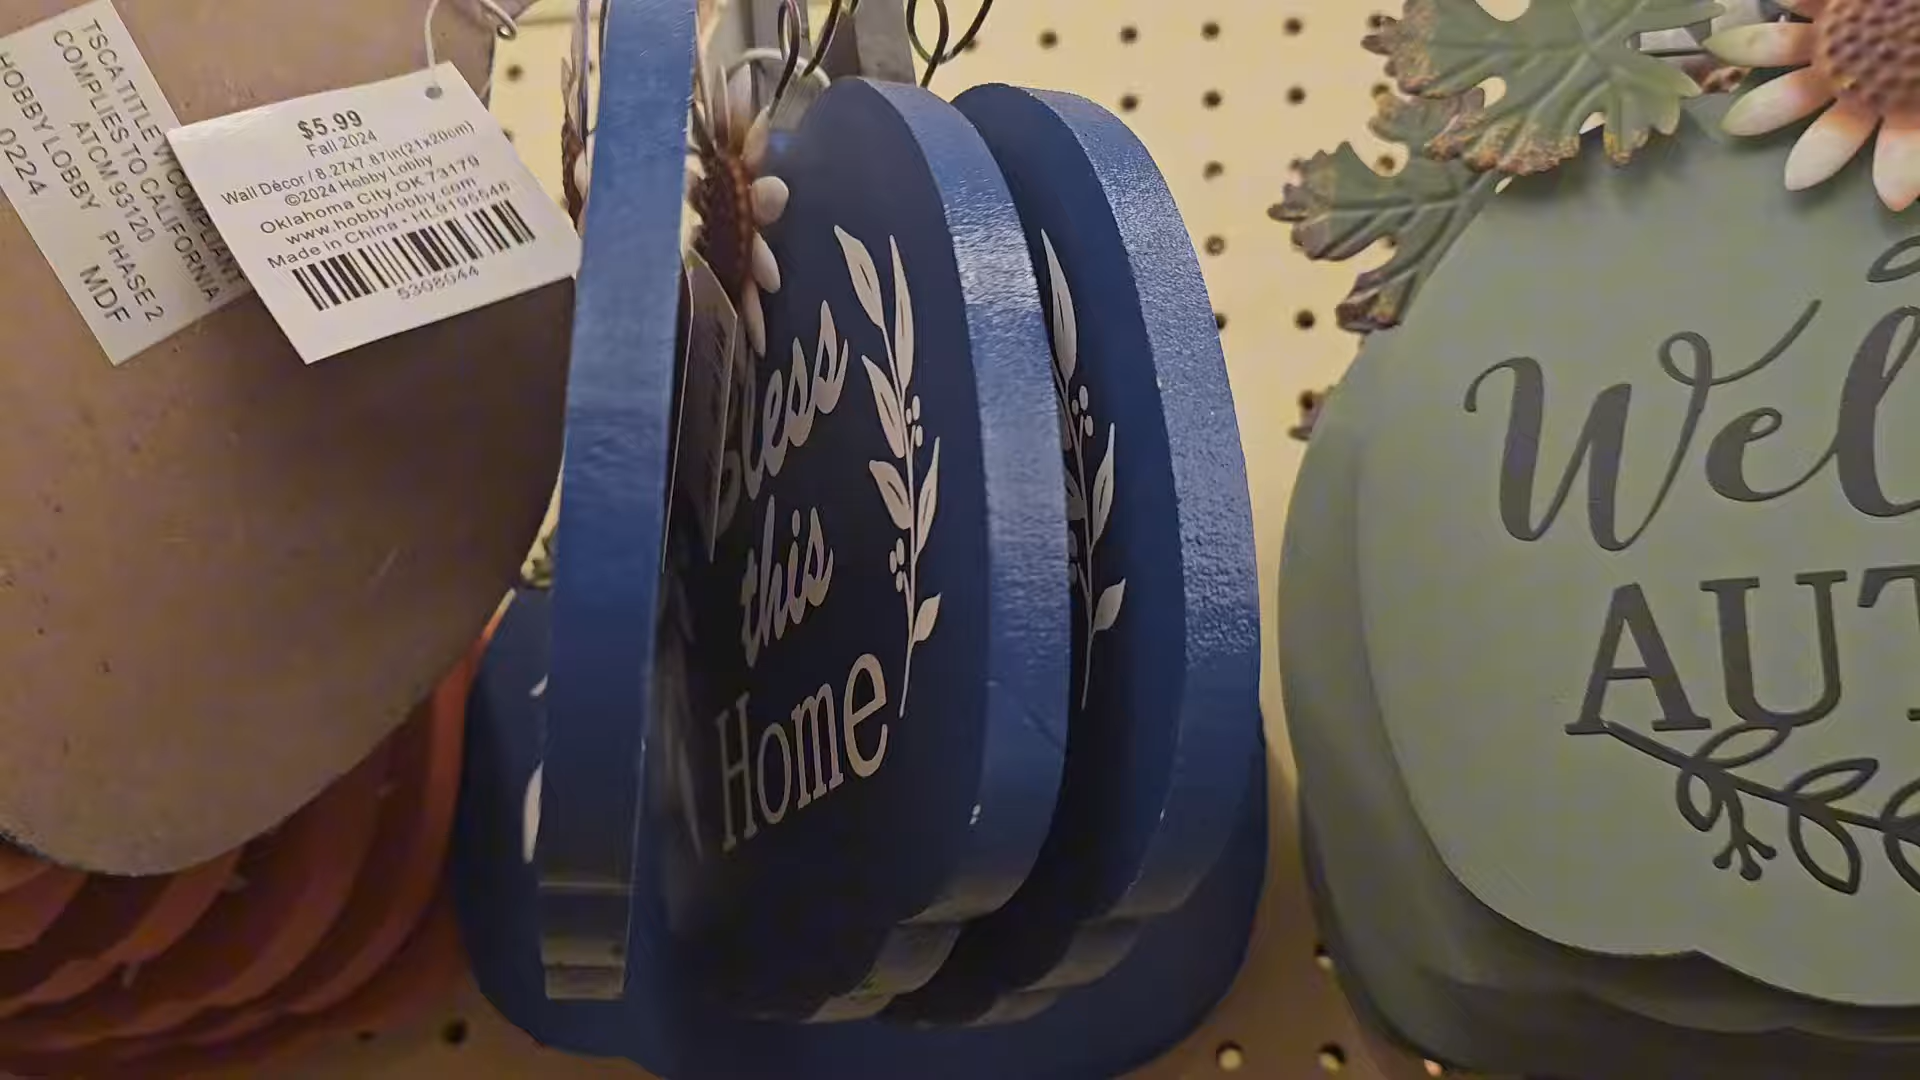 TSCA TITLE VI COMPLIANT
COMPLIES TO CALIFORNIA
ATCM 93120 PHASE 2
HOBBY LOBBY MDF
0224
$5.99
Fall 2024
Wall Décor / 8.27x7.87in(21x20cm)
©2024 Hobby Lobby
Oklahoma City, OK 73179
www.hobbylobby.com
Made in China • HL9195546
5308044
Bless
this
Home
Wel
AUT